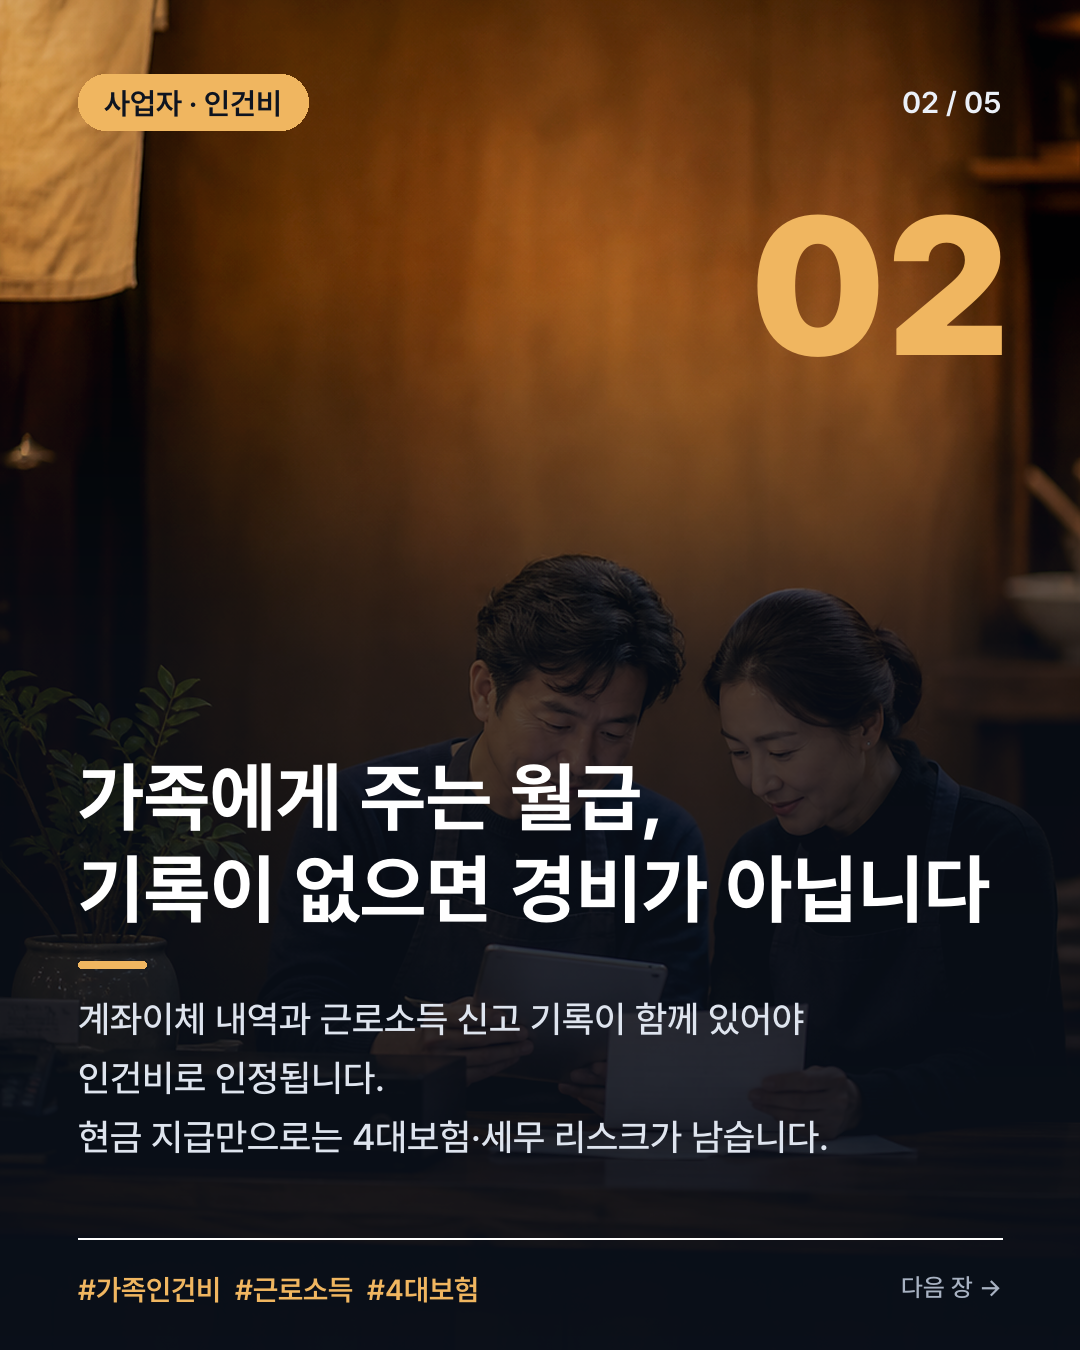 사업자 · 인건비
02 / 05
02
가족에게 주는 월급,
기록이 없으면 경비가 아닙니다
계좌이체 내역과 근로소득 신고 기록이 함께 있어야
인건비로 인정됩니다.
현금 지급만으로는 4대보험·세무 리스크가 남습니다.
#가족인건비 #근로소득 #4대보험
다음 장 →